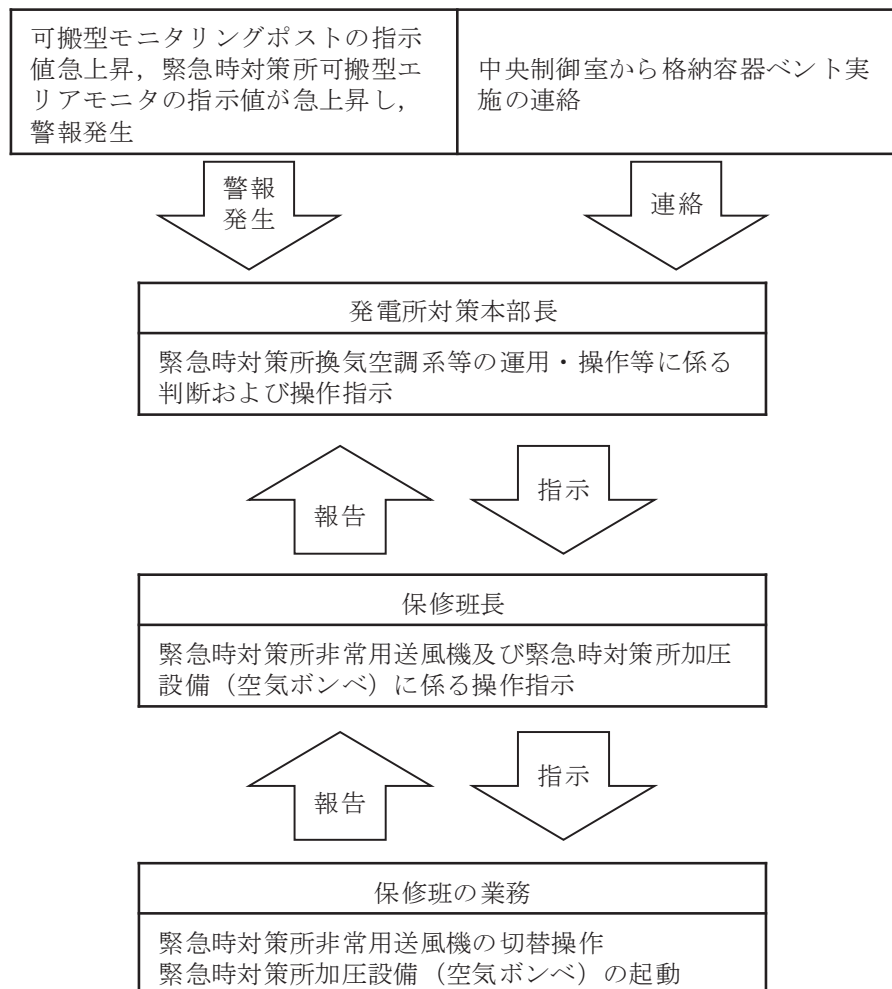 可搬型モニタリングポストの指示
値急上昇，緊急時対策所可搬型エ
リアモニタの指示値が急上昇し，
警報発生
中央制御室から格納容器ベント実
施の連絡
警報
発生
連絡
発電所対策本部長
緊急時対策所換気空調系等の運用・操作等に係る
判断および操作指示
報告
指示
保修班長
緊急時対策所非常用送風機及び緊急時対策所加圧
設備（空気ボンベ）に係る操作指示
報告
指示
保修班の業務
緊急時対策所非常用送風機の切替操作
緊急時対策所加圧設備（空気ボンベ）の起動